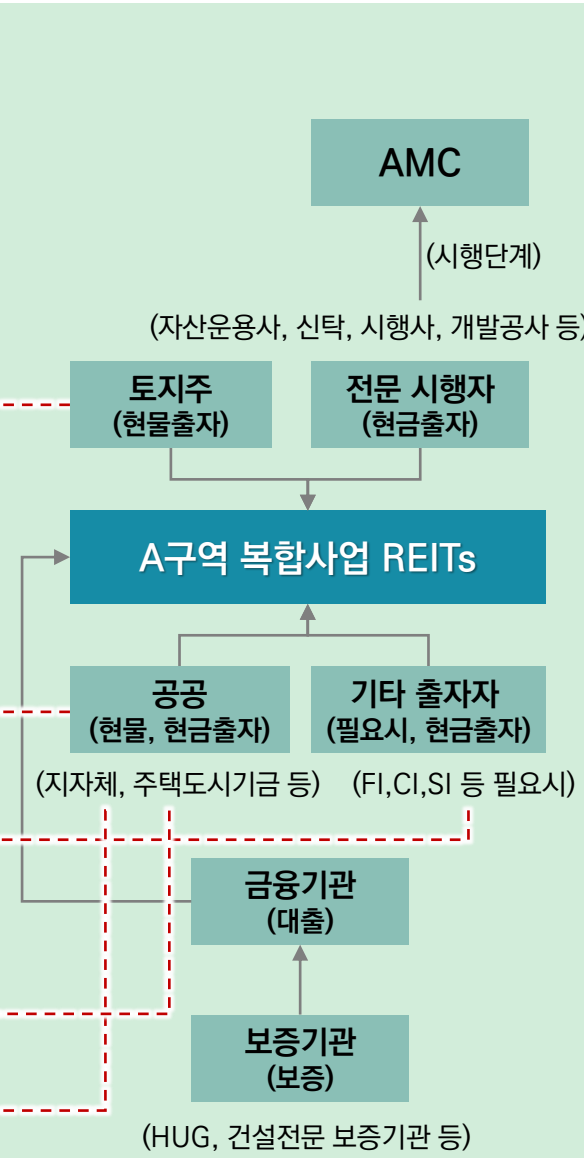 AMC
(시행단계)
(자산운용사, 신탁, 시행사, 개발공사 등)
토지주
(현물출자)
전문 시행자
(현금출자)
A구역 복합사업 REITs
공공
(현물, 현금출자)
기타 출자자
(필요시, 현금출자)
(지자체, 주택도시기금 등)
(FI,CI,SI 등 필요시)
금융기관
(대출)
보증기관
(보증)
(HUG, 건설전문 보증기관 등)